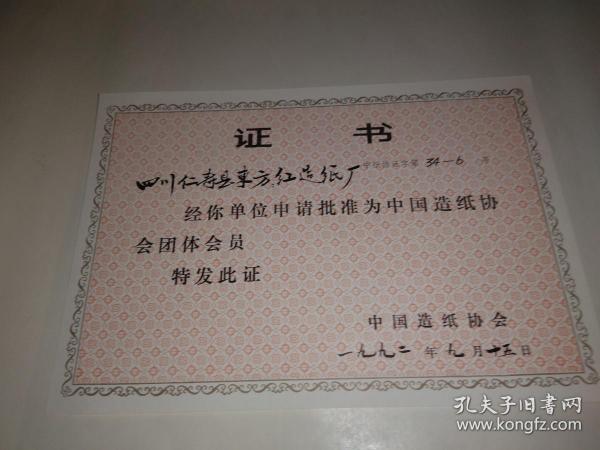 证 书
四川仁寿县东方红造纸厂
字第 34-6 号
经你单位申请批准为中国造纸协
会团体会员
特发此证
中国造纸协会
一九九二年九月十五日
孔夫子旧书网
www.kongfz.com